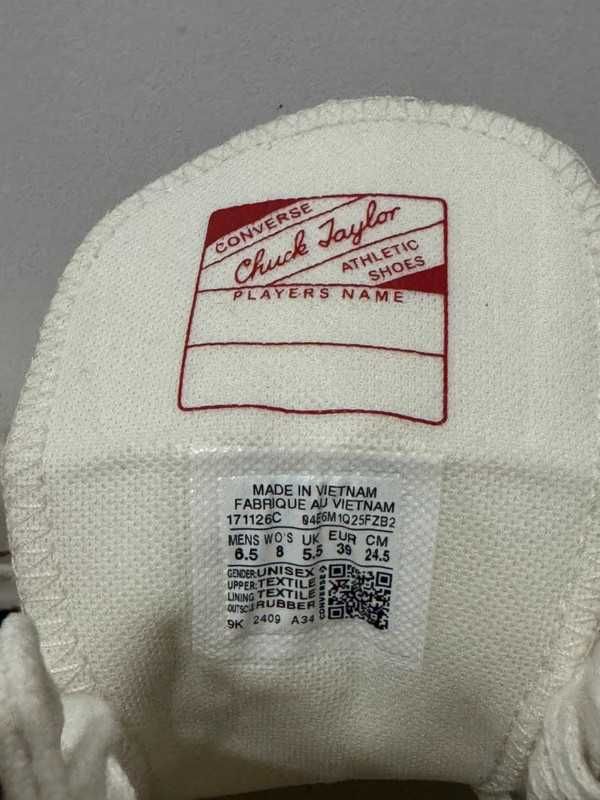 CONVERSE
Chuck Taylor
ATHLETIC
SHOES
PLAYERS NAME
MADE IN VIETNAM
FABRIQUE AU VIETNAM
171126C 04E6M1Q25FZB2
MENS WO'S UK EUR CM
6.5 8 5.5 39 24.5
GENDER:UNISEX
UPPER:TEXTILE
LINING TEXTILE
OUTSOLE RUBBER
CONVERSE
9K 2409 A34